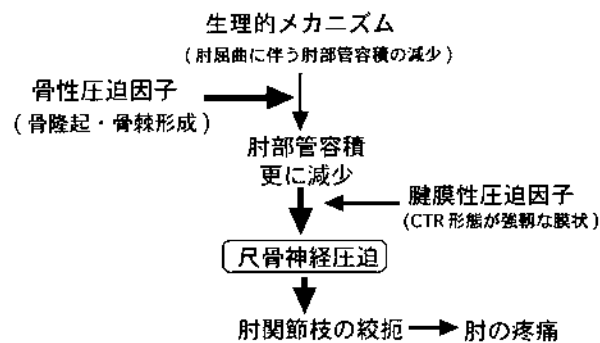 生理的メカニズム
(肘屈曲に伴う肘部管容積の減少)
骨性圧迫因子
(骨隆起・骨棘形成)
肘部管容積
更に減少
腱膜性圧迫因子
(CTR 形態が強靭な膜状)
尺骨神経圧迫
肘関節枝の絞扼
肘の疼痛